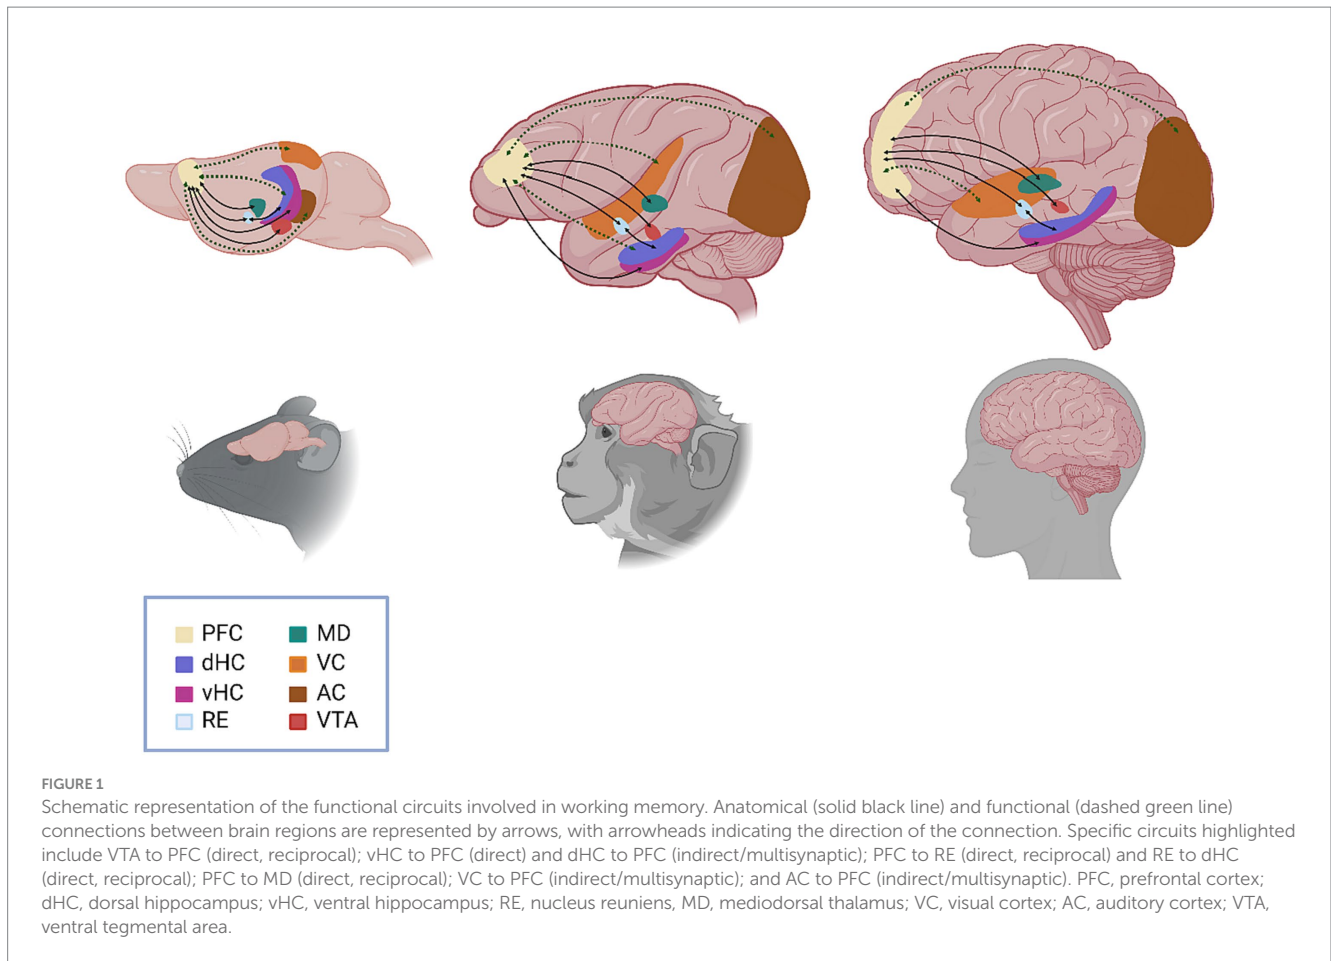 PFC
MD
dHC
VC
vHC
AC
RE
VTA
FIGURE 1
Schematic representation of the functional circuits involved in working memory. Anatomical (solid black line) and functional (dashed green line)
connections between brain regions are represented by arrows, with arrowheads indicating the direction of the connection. Specific circuits highlighted
include VTA to PFC (direct, reciprocal); vHC to PFC (direct) and dHC to PFC (indirect/multisynaptic); PFC to RE (direct, reciprocal) and RE to dHC
(direct, reciprocal); PFC to MD (direct, reciprocal); VC to PFC (indirect/multisynaptic); and AC to PFC (indirect/multisynaptic). PFC, prefrontal cortex;
dHC, dorsal hippocampus; vHC, ventral hippocampus; RE, nucleus reuniens, MD, mediodorsal thalamus; VC, visual cortex; AC, auditory cortex; VTA,
ventral tegmental area.